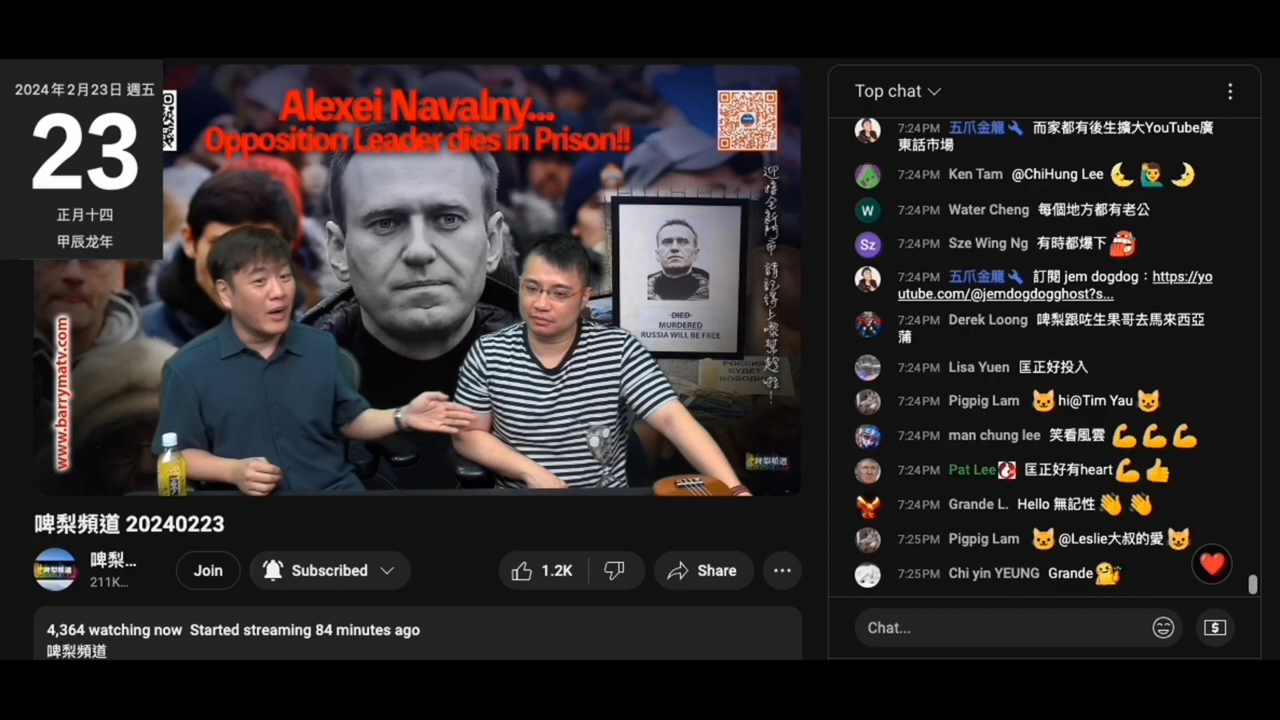 2024年2月23日 週五
23
正月十四
甲辰龙年
Alexei Navalny...
Opposition Leader dies in Prison!!
www.barrymatv.com
-DIED-
MURDERED
RUSSIA WILL BE FREE
啤梨頻道
啤梨頻道 20240223
啤梨...
211K...
Join
Subscribed
1.2K
Share
4,364 watching now Started streaming 84 minutes ago
啤梨頻道
Top chat
7:24PM 五爪金龍 而家都有後生擴大YouTube廣
東話市場
7:24PM Ken Tam @ChiHung Lee 🌜 🙋‍♂️ 🌛
W 7:24PM Water Cheng 每個地方都有老公
Sz 7:24PM Sze Wing Ng 有時都爆下
7:24PM 五爪金龍 訂閱 jem dogdog：https://yo
utube.com/@jemdogdogghost?s...
7:24PM Derek Loong 啤梨跟咗生果哥去馬來西亞
蒲
7:24PM Lisa Yuen 匡正好投入
7:24PM Pigpig Lam 😺 hi@Tim Yau 😺
7:24PM man chung lee 笑看風雲 💪 💪 💪
7:24PM Pat Lee 匡正好有heart 💪 👍
7:24PM Grande L. Hello 無記性 👋 👋
7:25PM Pigpig Lam 😺 @Leslie大叔的愛 😺
7:25PM Chi yin YEUNG Grande
Chat...